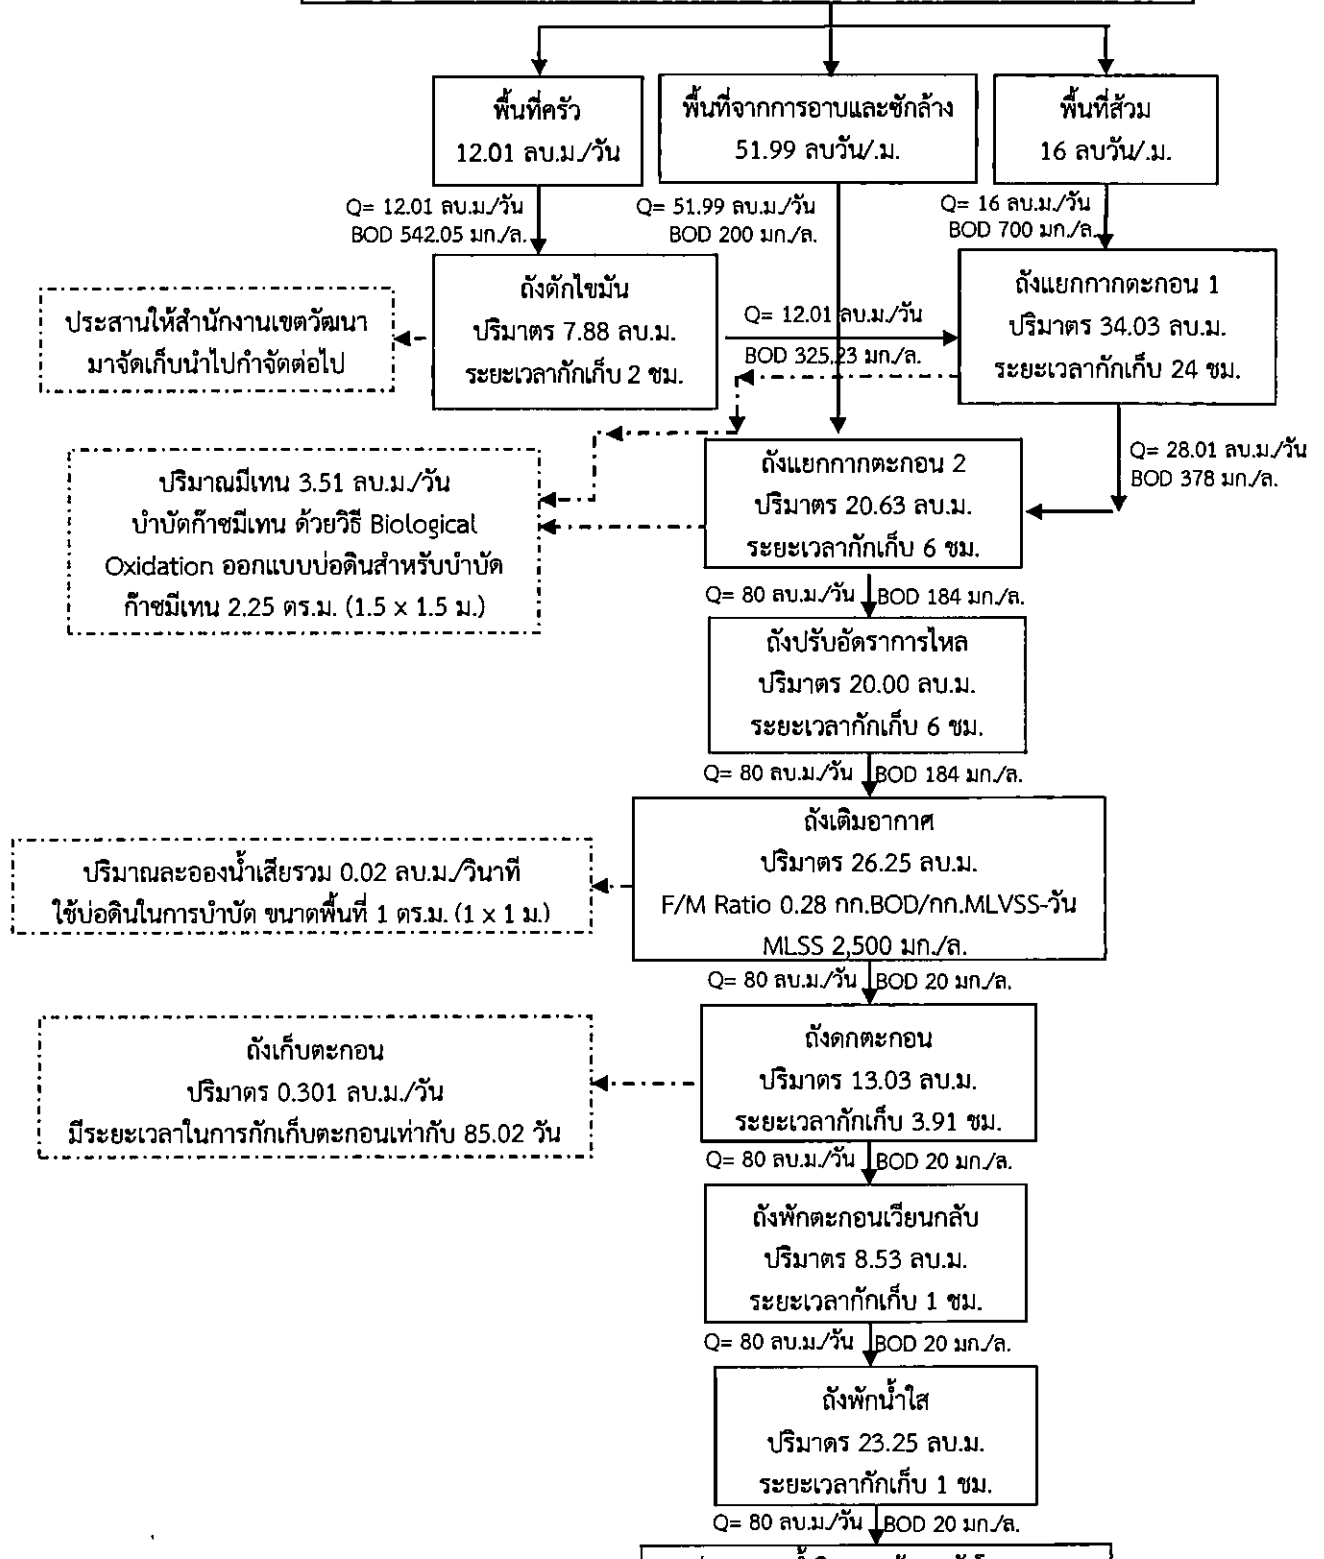 พื้นที่ครัว
12.01 ลบ.ม./วัน
พื้นที่จากการอาบและซักล้าง
51.99 ลบวัน/.ม.
พื้นที่ส้วม
16 ลบวัน/.ม.
Q= 12.01 ลบ.ม./วัน
BOD 542.05 มก./ล.
Q= 51.99 ลบ.ม./วัน
BOD 200 มก./ล.
Q= 16 ลบ.ม./วัน
BOD 700 มก./ล.
ประสานให้สำนักงานเขตวัฒนา
มาจัดเก็บนำไปกำจัดต่อไป
ถังดักไขมัน
ปริมาตร 7.88 ลบ.ม.
ระยะเวลากักเก็บ 2 ชม.
Q= 12.01 ลบ.ม./วัน
BOD 325.23 มก./ล.
ถังแยกกากตะกอน 1
ปริมาตร 34.03 ลบ.ม.
ระยะเวลากักเก็บ 24 ชม.
Q= 28.01 ลบ.ม./วัน
BOD 378 มก./ล.
ปริมาณมีเทน 3.51 ลบ.ม./วัน
บำบัดก๊าซมีเทน ด้วยวิธี Biological
Oxidation ออกแบบบ่อดินสำหรับบำบัด
ก๊าซมีเทน 2.25 ตร.ม. (1.5 x 1.5 ม.)
ถังแยกกากตะกอน 2
ปริมาตร 20.63 ลบ.ม.
ระยะเวลากักเก็บ 6 ชม.
Q= 80 ลบ.ม./วัน BOD 184 มก./ล.
ถังปรับอัตราการไหล
ปริมาตร 20.00 ลบ.ม.
ระยะเวลากักเก็บ 6 ชม.
Q= 80 ลบ.ม./วัน BOD 184 มก./ล.
ถังเติมอากาศ
ปริมาตร 26.25 ลบ.ม.
F/M Ratio 0.28 กก.BOD/กก.MLVSS-วัน
MLSS 2,500 มก./ล.
ปริมาณละอองน้ำเสียรวม 0.02 ลบ.ม./วินาที
ใช้บ่อดินในการบำบัด ขนาดพื้นที่ 1 ตร.ม. (1 x 1 ม.)
Q= 80 ลบ.ม./วัน BOD 20 มก./ล.
ถังตกตะกอน
ปริมาตร 13.03 ลบ.ม.
ระยะเวลากักเก็บ 3.91 ชม.
ถังเก็บตะกอน
ปริมาตร 0.301 ลบ.ม./วัน
มีระยะเวลาในการกักเก็บตะกอนเท่ากับ 85.02 วัน
Q= 80 ลบ.ม./วัน BOD 20 มก./ล.
ถังพักตะกอนเวียนกลับ
ปริมาตร 8.53 ลบ.ม.
ระยะเวลากักเก็บ 1 ชม.
Q= 80 ลบ.ม./วัน BOD 20 มก./ล.
ถังพักน้ำใส
ปริมาตร 23.25 ลบ.ม.
ระยะเวลากักเก็บ 1 ชม.
Q= 80 ลบ.ม./วัน BOD 20 มก./ล.